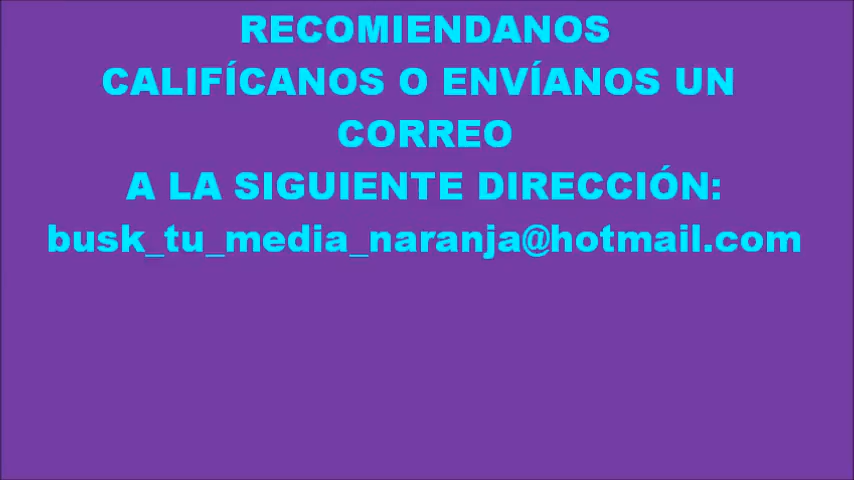 RECOMIENDANOS
CALIFÍCANOS O ENVÍANOS UN
CORREO
A LA SIGUIENTE DIRECCIÓN:
busk_tu_media_naranja@hotmail.com